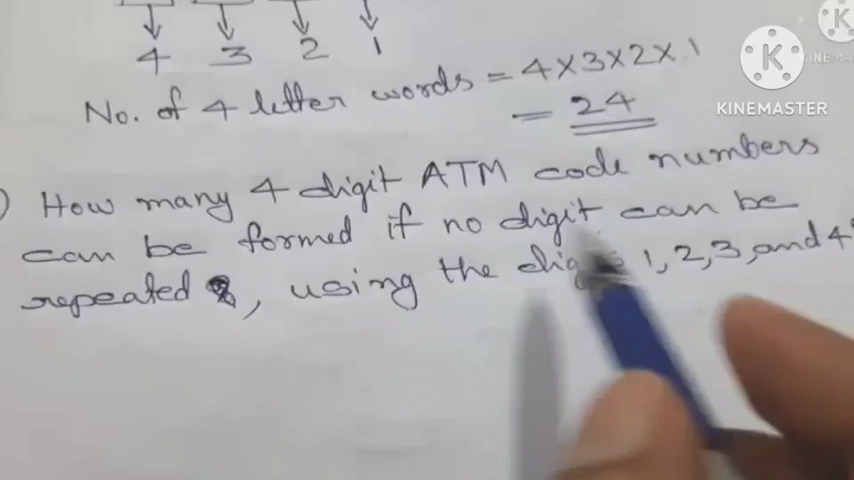 4 3 2 1
No. of 4 letter words = 4×3×2×1
= 24
How many 4 digit ATM code numbers
can be formed if no digit can be
repeated, using the digits 1, 2, 3, and 4
K
KINEMASTER
K
KINEMASTER